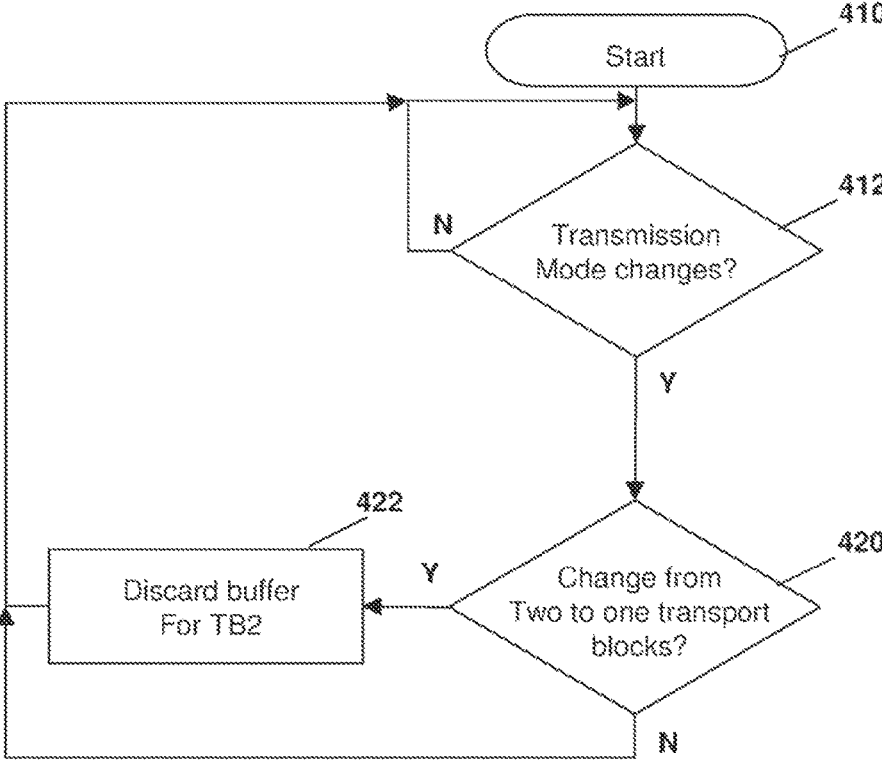 410
Start
412
N
Transmission
Mode changes?
Y
422
420
Y
Change from
Two to one transport
blocks?
Discard buffer
For TB2
N